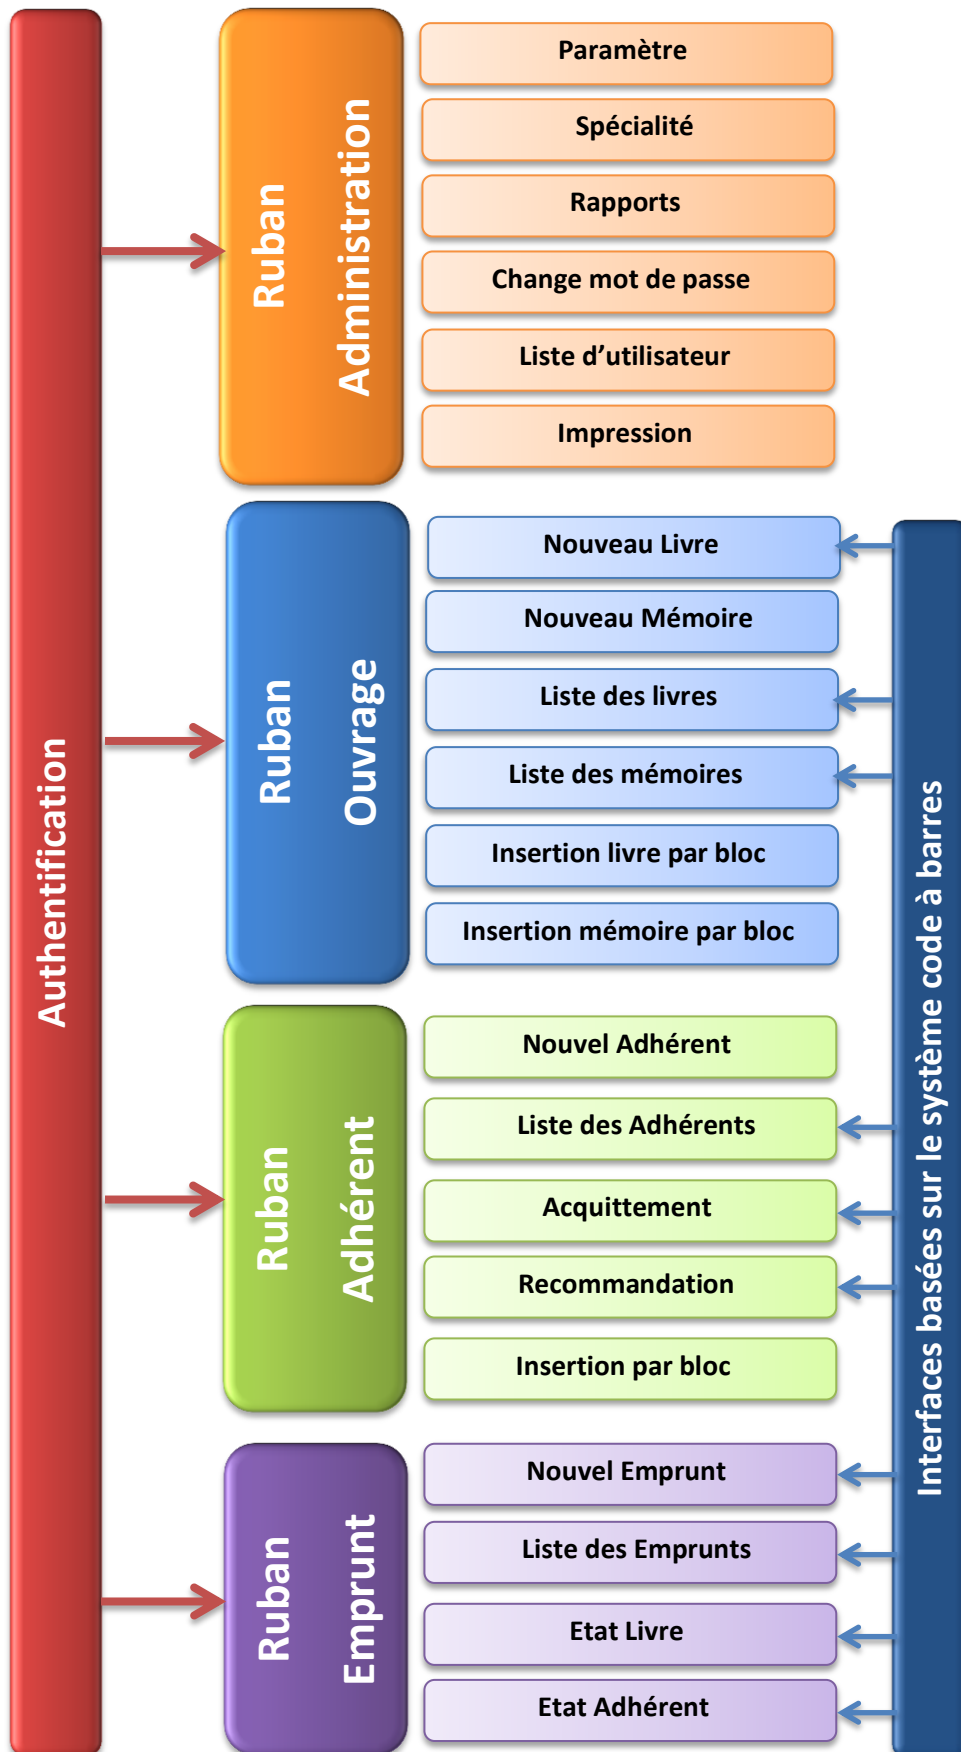 Authentification
Ruban
Administration
Paramètre
Spécialité
Rapports
Change mot de passe
Liste d’utilisateur
Impression
Ruban
Ouvrage
Nouveau Livre
Nouveau Mémoire
Liste des livres
Liste des mémoires
Insertion livre par bloc
Insertion mémoire par bloc
Ruban
Adhérent
Nouvel Adhérent
Liste des Adhérents
Acquittement
Recommandation
Insertion par bloc
Ruban
Emprunt
Nouvel Emprunt
Liste des Emprunts
Etat Livre
Etat Adhérent
Interfaces basées sur le système code à barres